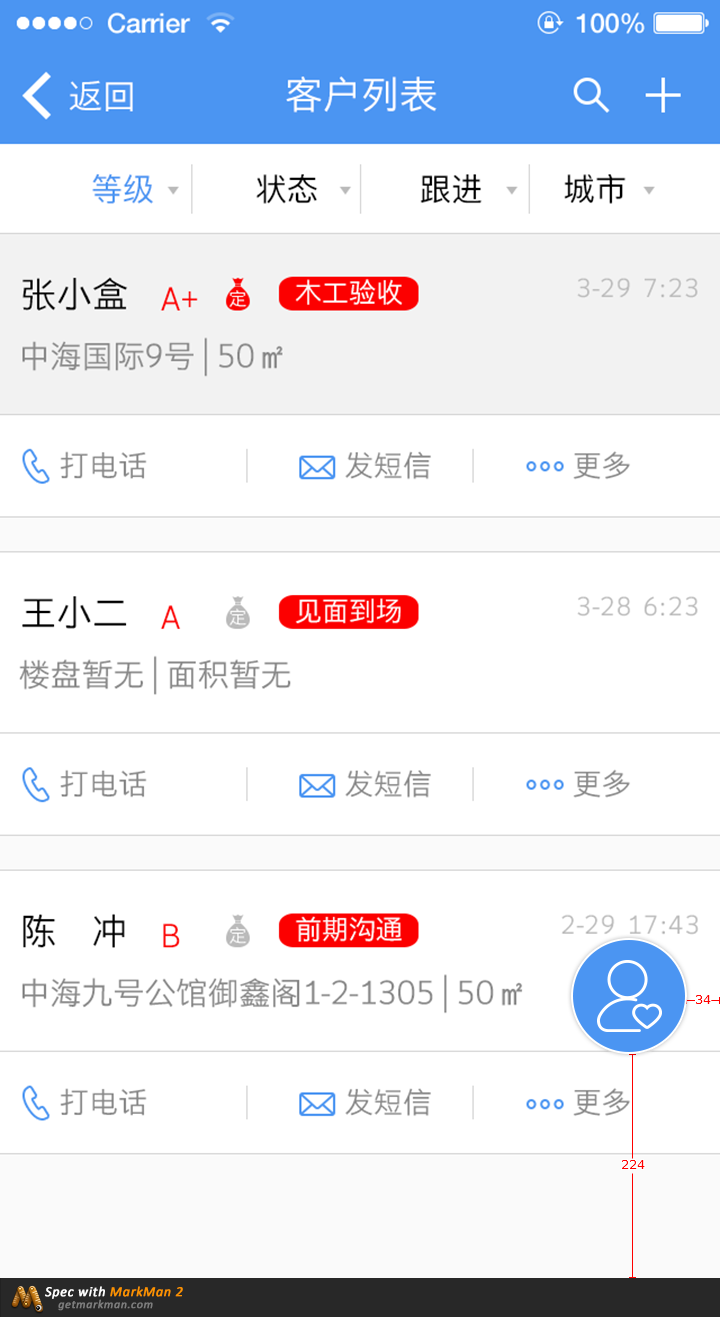 Carrier 100%
返回 客户列表
等级 状态 跟进 城市
张小盒 A+ 定 木工验收 3-29 7:23
中海国际9号|50㎡
打电话 发短信 更多
王小二 A 定 见面到场 3-28 6:23
楼盘暂无|面积暂无
打电话 发短信 更多
陈 冲 B 定 前期沟通 2-29 17:43
中海九号公馆御鑫阁1-2-1305|50㎡
34
打电话 发短信 更多
224
Spec with MarkMan 2
getmarkman.com